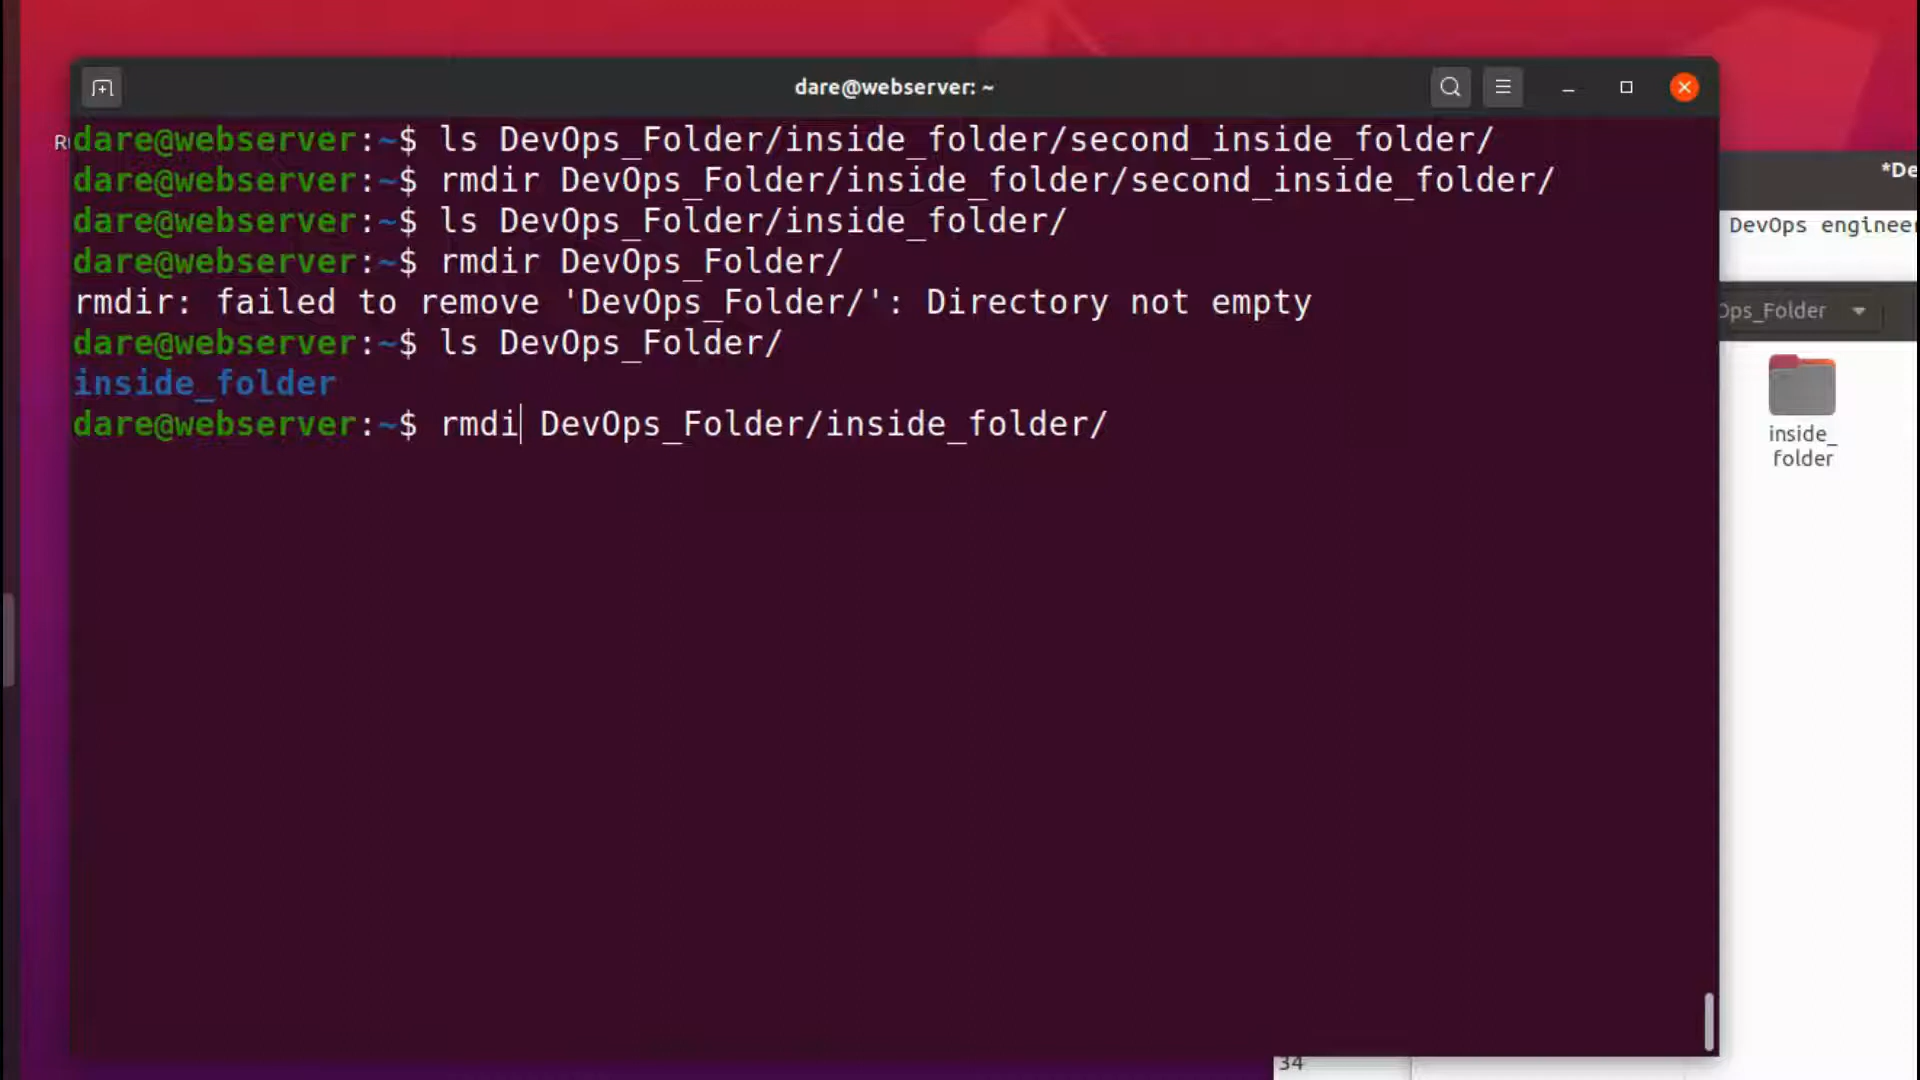 dare@webserver: ~
dare@webserver:~$ ls DevOps_Folder/inside_folder/second_inside_folder/
dare@webserver:~$ rmdir DevOps_Folder/inside_folder/second_inside_folder/
dare@webserver:~$ ls DevOps_Folder/inside_folder/
dare@webserver:~$ rmdir DevOps_Folder/
rmdir: failed to remove 'DevOps_Folder/': Directory not empty
dare@webserver:~$ ls DevOps_Folder/
inside_folder
dare@webserver:~$ rmdi DevOps_Folder/inside_folder/
*De
DevOps engineer
Ops_Folder
inside_
folder
34